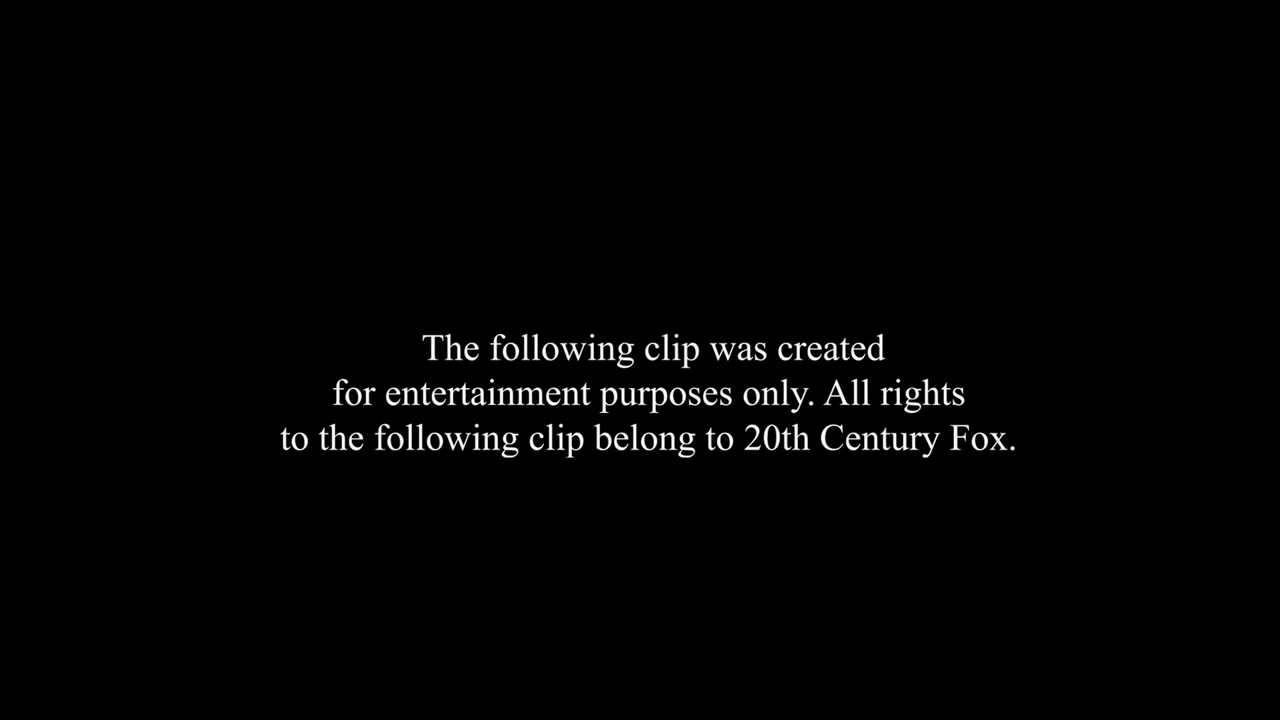 The following clip was created
for entertainment purposes only. All rights
to the following clip belong to 20th Century Fox.